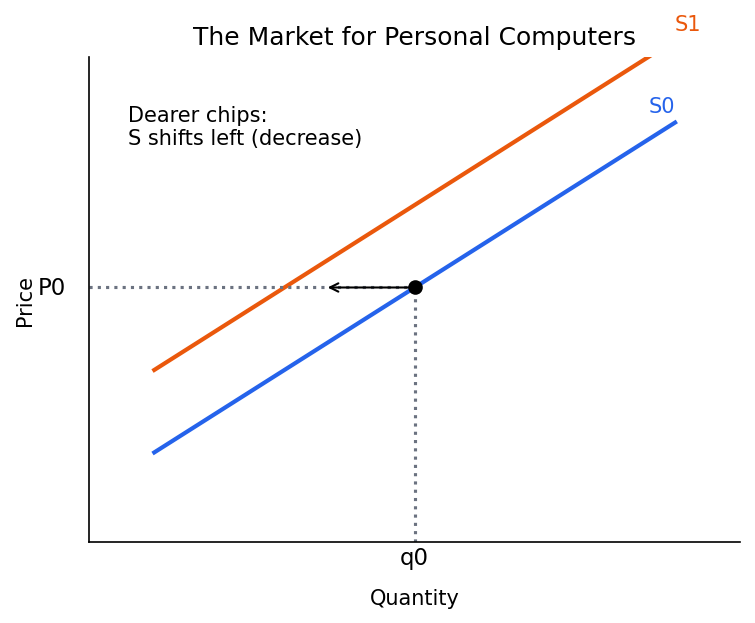 The Market for Personal Computers
S1
Dearer chips:
S shifts left (decrease)
S0
Price
P0
q0
Quantity